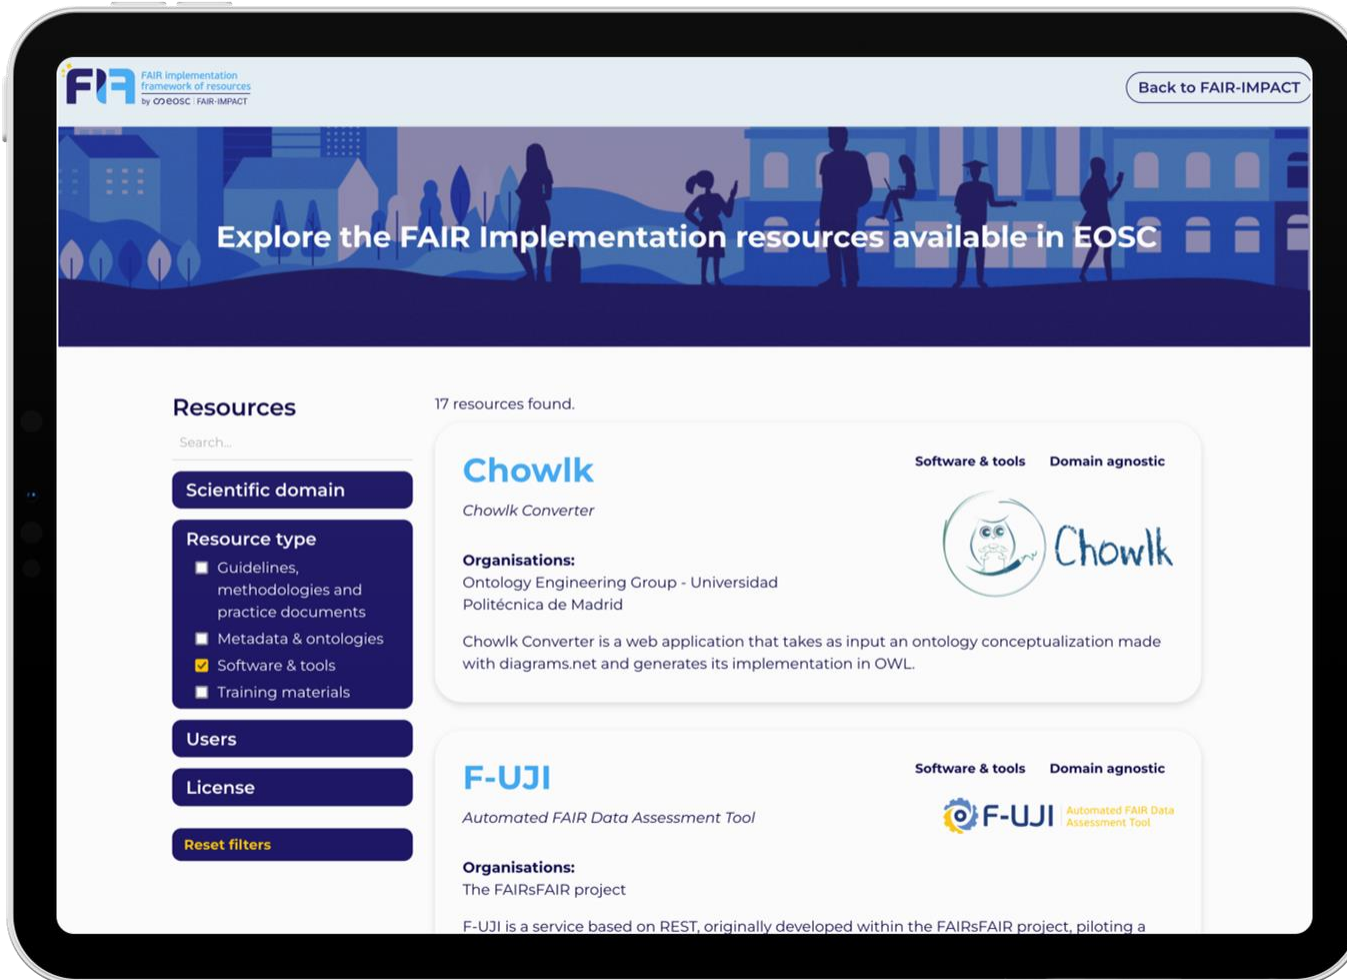 FIF
FAIR implementation
framework of resources
by eosc | FAIR-IMPACT
Back to FAIR-IMPACT
Explore the FAIR Implementation resources available in EOSC
Resources
Search...
Scientific domain
Resource type
Guidelines,
methodologies and
practice documents
Metadata & ontologies
Software & tools
Training materials
Users
License
Reset filters
17 resources found.
Chowlk
Software & tools Domain agnostic
Chowlk Converter
Chowlk
Organisations:
Ontology Engineering Group - Universidad
Politécnica de Madrid
Chowlk Converter is a web application that takes as input an ontology conceptualization made
with diagrams.net and generates its implementation in OWL.
F-UJI
Software & tools Domain agnostic
Automated FAIR Data Assessment Tool
F-UJI
Automated FAIR Data
Assessment Tool
Organisations:
The FAIRsFAIR project
F-UJI is a service based on REST, originally developed within the FAIRsFAIR project, piloting a